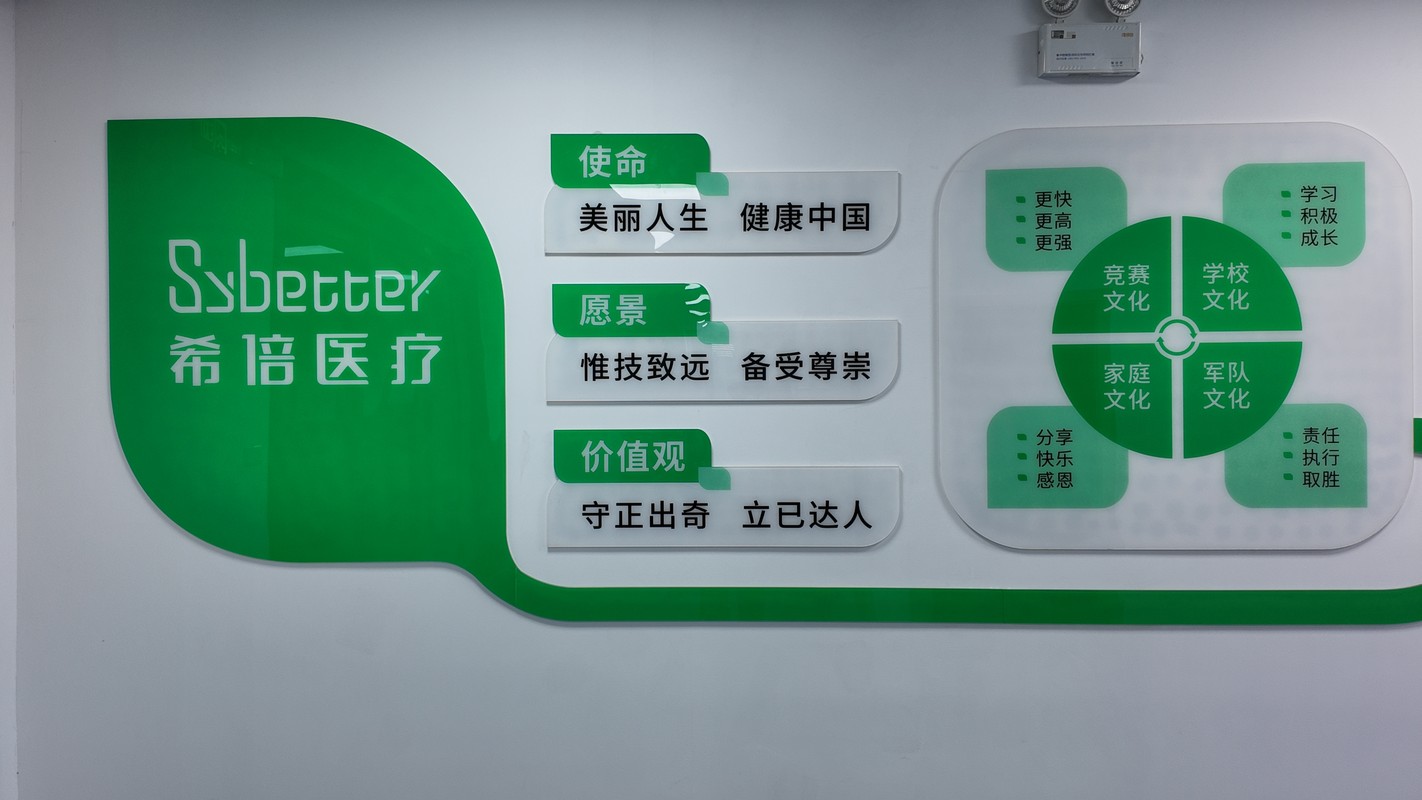 Sybetter
希倍医疗
使命
美丽人生 健康中国
愿景
惟技致远 备受尊崇
价值观
守正出奇 立已达人
更快
更高
更强
学习
积极
成长
竞赛
文化
学校
文化
家庭
文化
军队
文化
分享
快乐
感恩
责任
执行
取胜